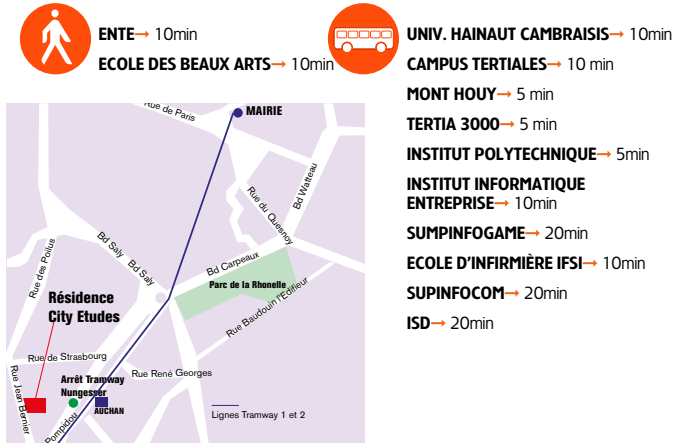 ENTE→ 10min
ECOLE DES BEAUX ARTS→ 10min
UNIV. HAINAUT CAMBRAISIS→ 10min
CAMPUS TERTIALES→ 10 min
MONT HOUY→ 5 min
TERTIA 3000→ 5 min
INSTITUT POLYTECHNIQUE→ 5min
INSTITUT INFORMATIQUE
ENTREPRISE→ 10min
SUMPINFOGAME→ 20min
ECOLE D'INFIRMIÈRE IFSI→ 10min
SUPINFOCOM→ 20min
ISD→ 20min
Rue de Paris
MAIRIE
Bd Watteau
Rue du Quesnoy
Bd Saly
Bd Saly
Bd Carpeaux
Rue des Poilus
Parc de la Rhonelle
Rue Baudouin l'Edifieur
Résidence
City Etudes
Rue de Strasbourg
Rue Jean Bernier
Arrêt Tramway
Nungesser
Rue René Georges
AUCHAN
Pompidou
Lignes Tramway 1 et 2